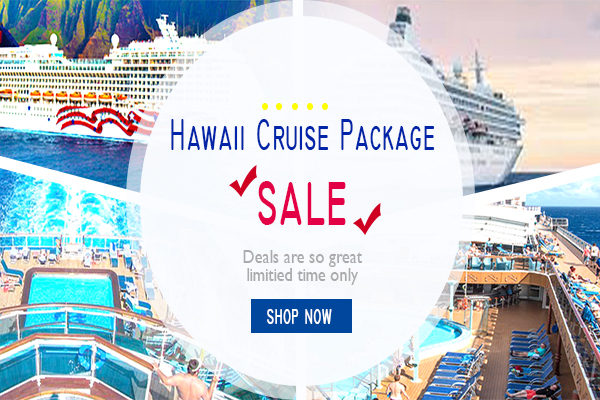 Hawaii Cruise Package
SALE
Deals are so great
limitied time only
SHOP NOW